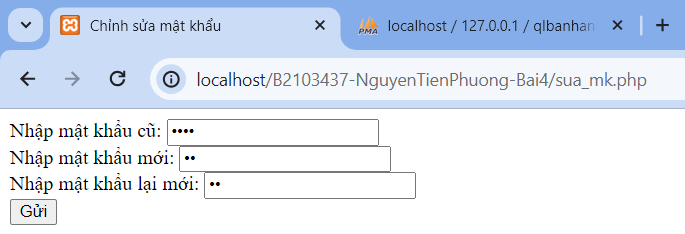 Chỉnh sửa mật khẩu
PMA localhost / 127.0.0.1 / qlbanhan
localhost/B2103437-NguyenTienPhuong-Bai4/sua_mk.php
Nhập mật khẩu cũ: ••••
Nhập mật khẩu mới: ••
Nhập mật khẩu lại mới: ••
Gửi